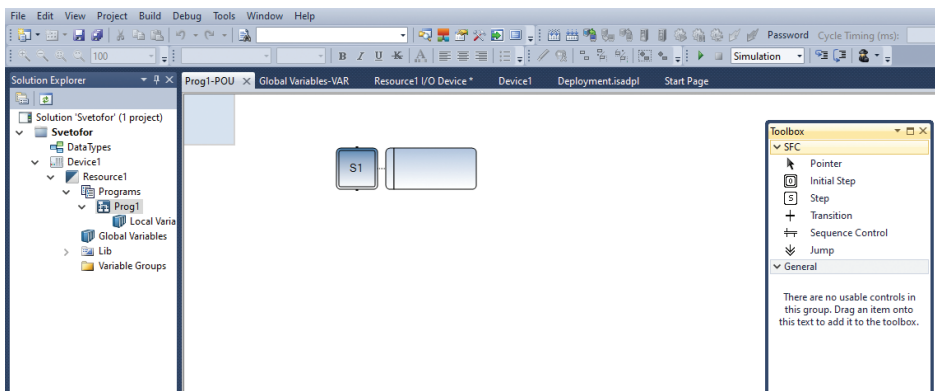 File Edit View Project Build Debug Tools Window Help
Password Cycle Timing (ms):
100 B I U A Simulation
Solution Explorer
Prog1-POU Global Variables-VAR Resource1 I/O Device * Device1 Deployment.isadpl Start Page
Solution 'Svetofor' (1 project)
Svetofor
DataTypes
Device1
Resource1
Programs
Prog1
Local Varia
Global Variables
Lib
Variable Groups
S1
Toolbox
SFC
Pointer
Initial Step
S Step
Transition
Sequence Control
Jump
General
There are no usable controls in
this group. Drag an item onto
this text to add it to the toolbox.